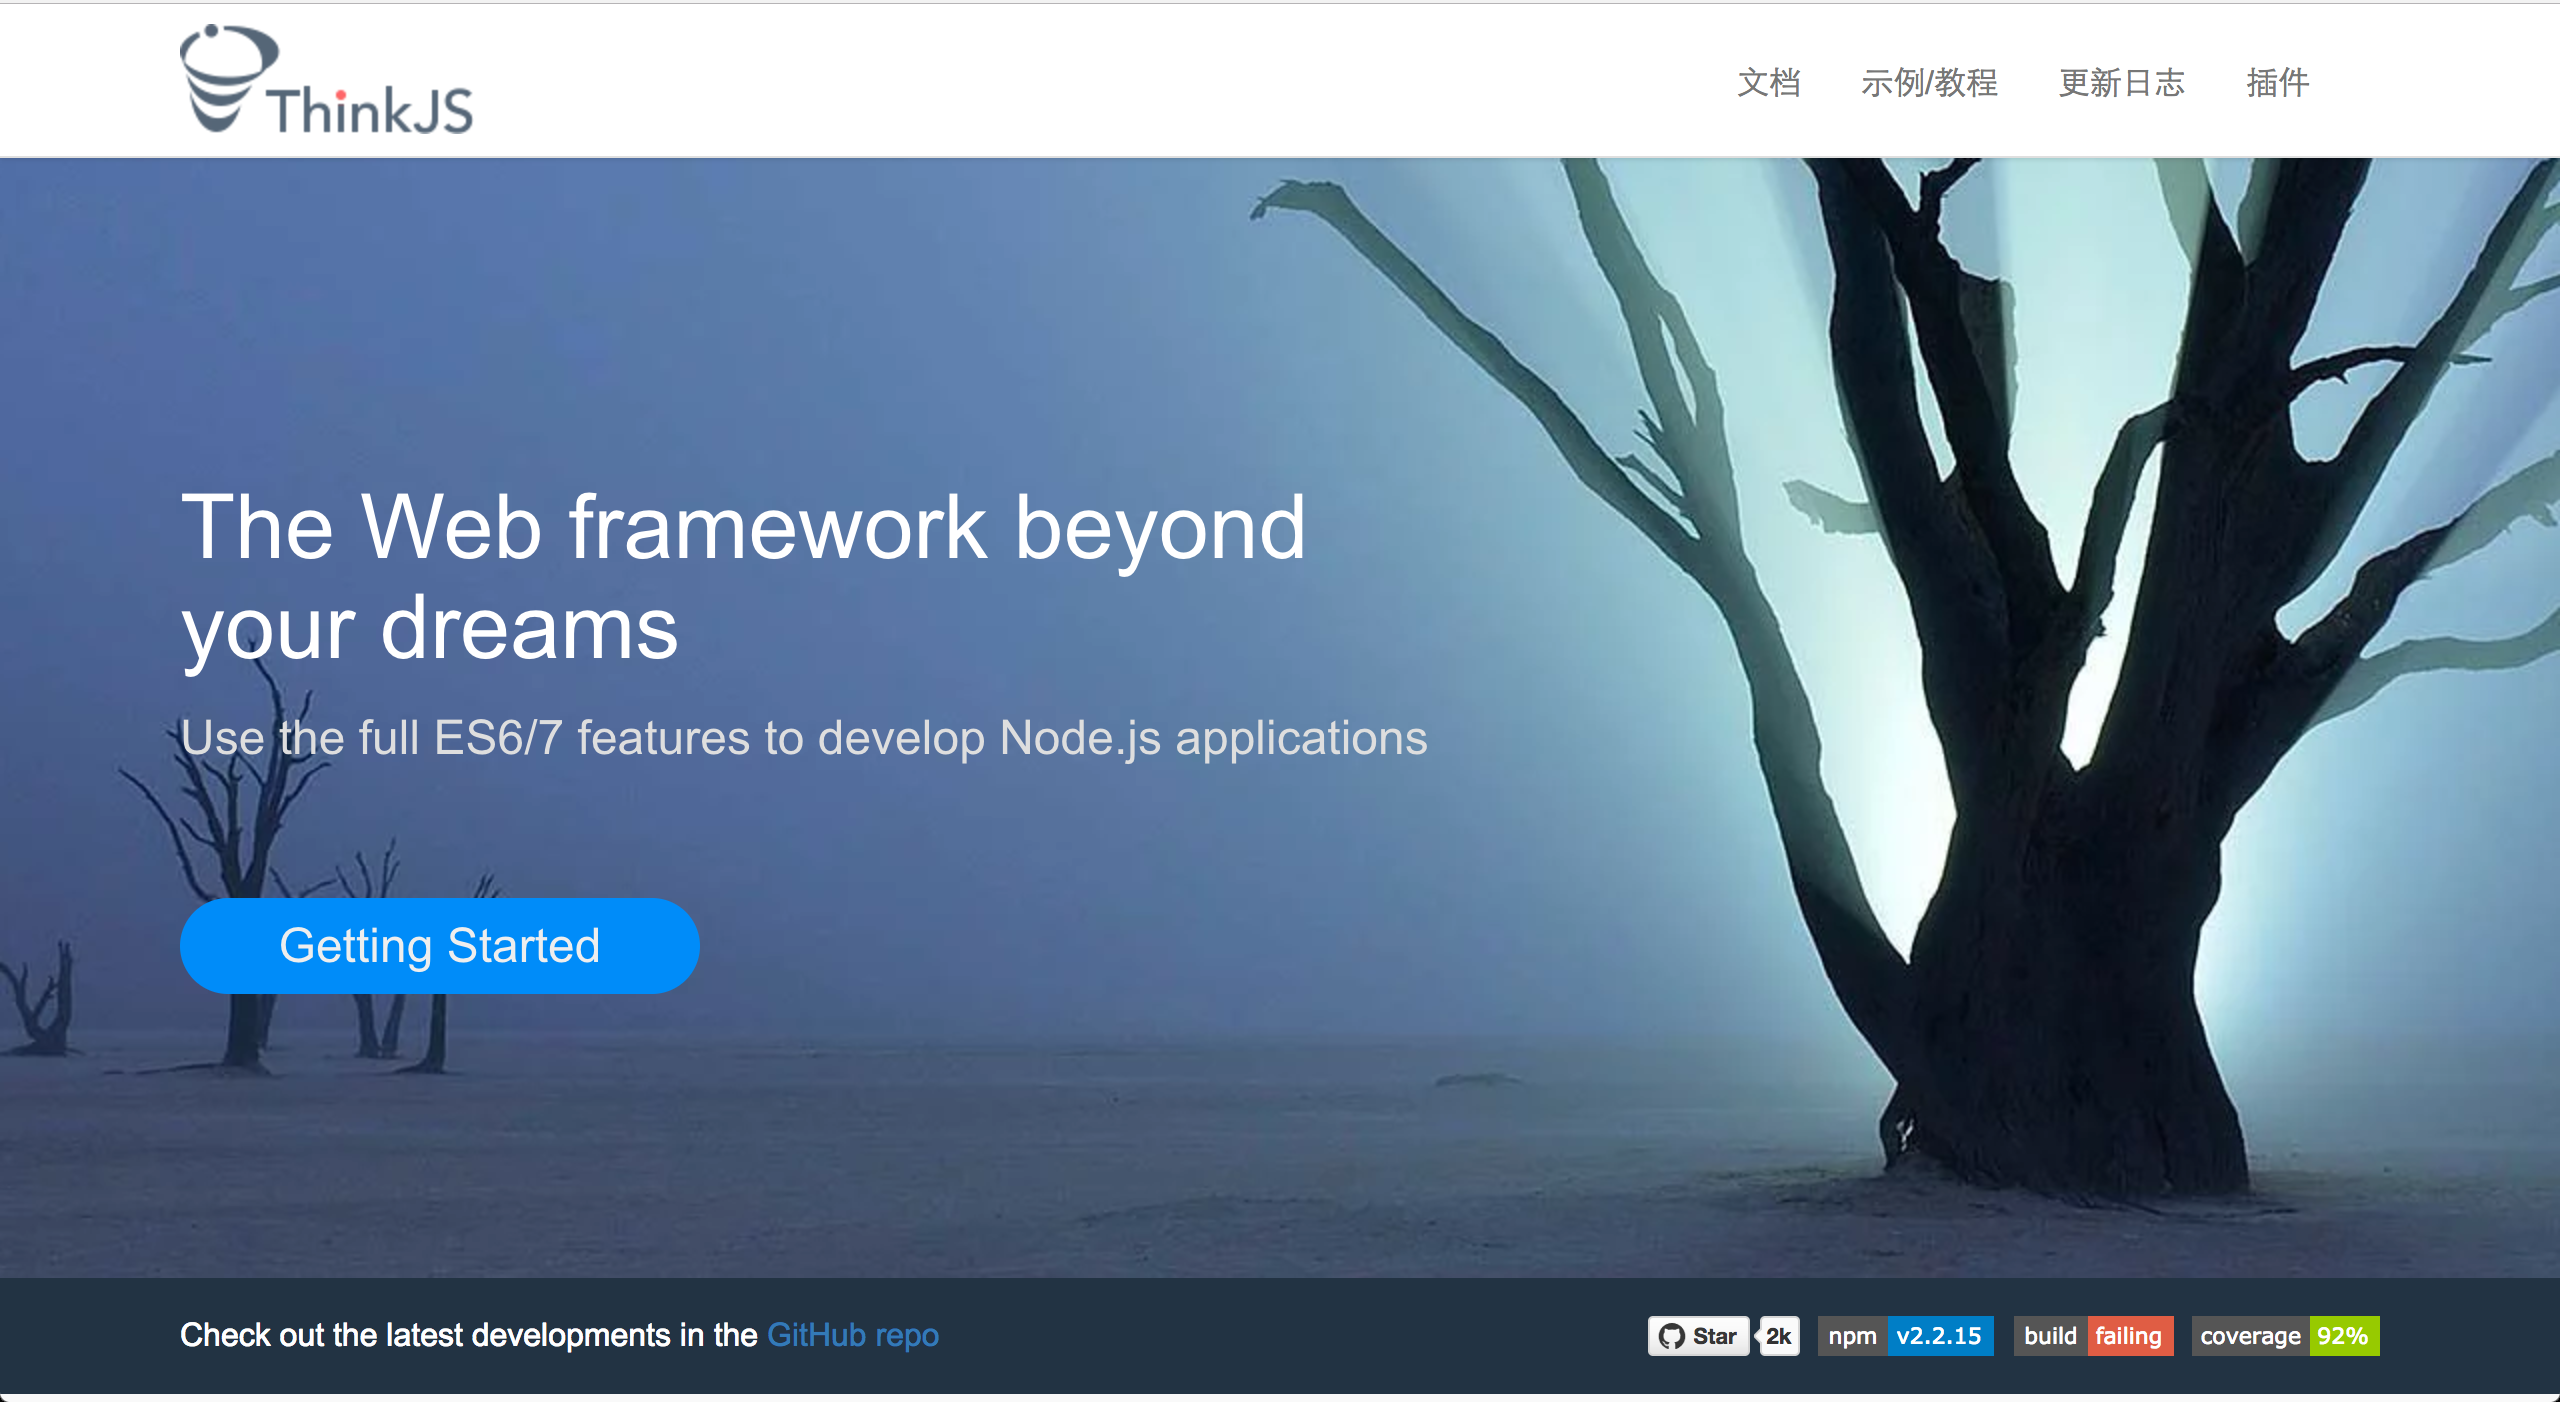 ThinkJS
文档 示例/教程 更新日志 插件
The Web framework beyond
your dreams
Use the full ES6/7 features to develop Node.js applications
Getting Started
Check out the latest developments in the GitHub repo
Star 2k npm v2.2.15 build failing coverage 92%